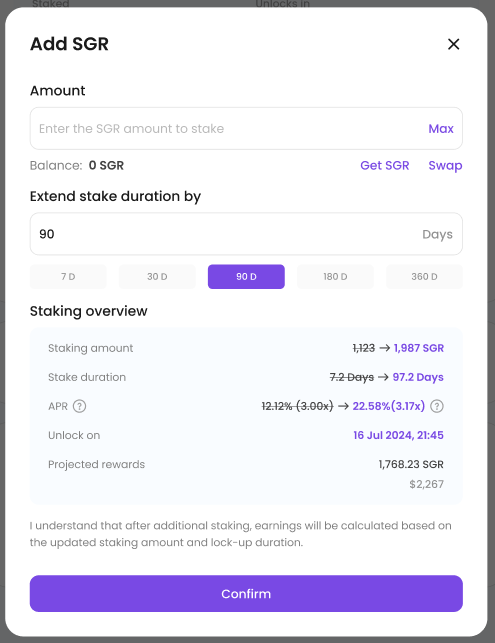 Staked Unlocks in
Add SGR
Amount
Enter the SGR amount to stake Max
Balance: 0 SGR Get SGR Swap
Extend stake duration by
90 Days
7 D 30 D 90 D 180 D 360 D
Staking overview
Staking amount 1,123 → 1,987 SGR
Stake duration 7.2 Days → 97.2 Days
APR ? 12.12% (3.00x) → 22.58%(3.17x) ?
Unlock on 16 Jul 2024, 21:45
Projected rewards 1,768.23 SGR
$2,267
I understand that after additional staking, earnings will be calculated based on
the updated staking amount and lock-up duration.
Confirm